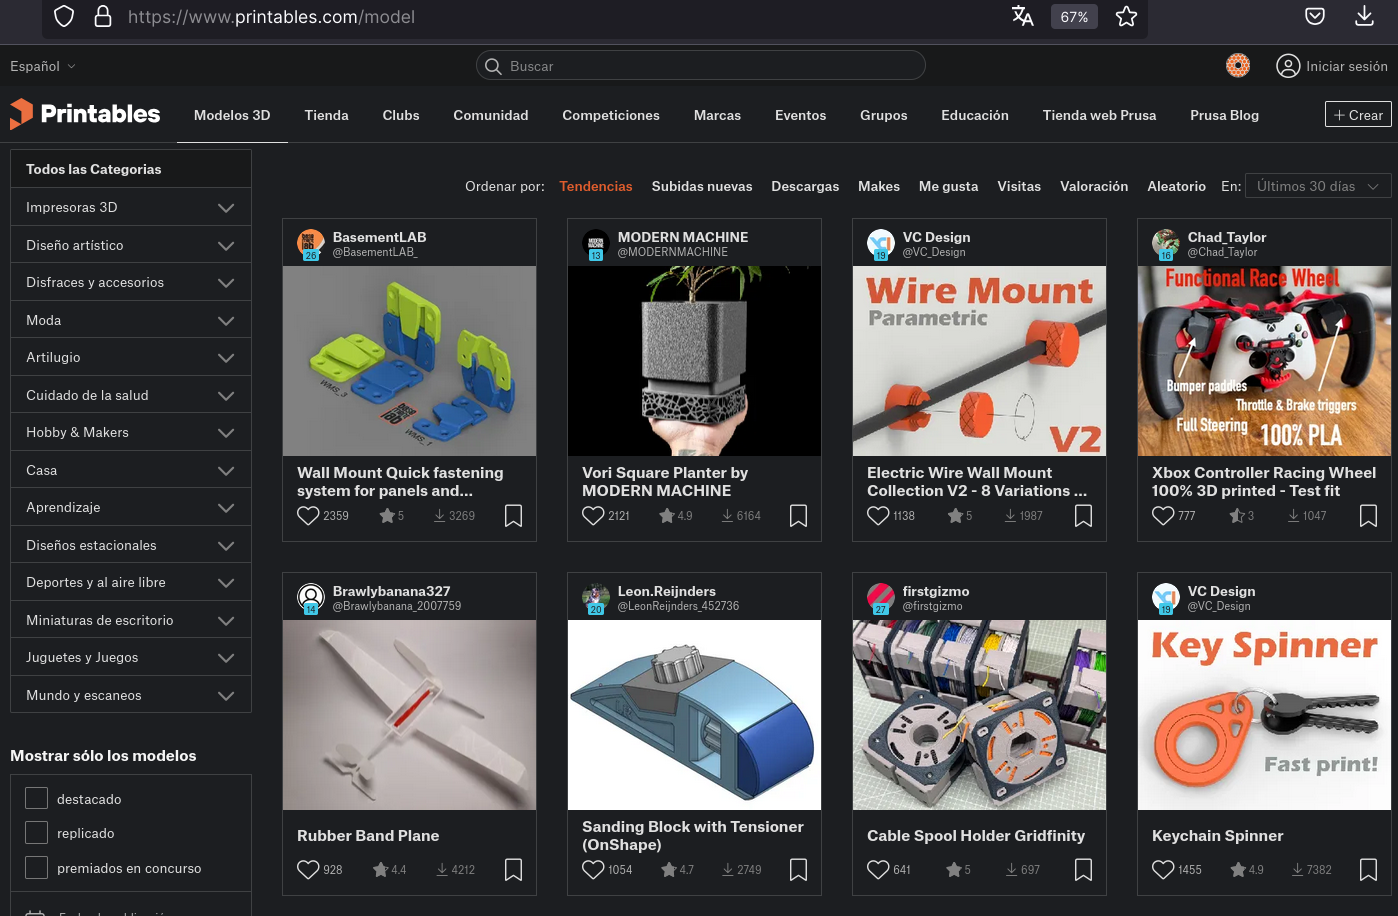 https://www.printables.com/model
67%
Español
Buscar
Iniciar sesión
Printables
Modelos 3D
Tienda
Clubs
Comunidad
Competiciones
Marcas
Eventos
Grupos
Educación
Tienda web Prusa
Prusa Blog
+ Crear
Todos las Categorias
Impresoras 3D
Diseño artístico
Disfraces y accesorios
Moda
Artilugio
Cuidado de la salud
Hobby & Makers
Casa
Aprendizaje
Diseños estacionales
Deportes y al aire libre
Miniaturas de escritorio
Juguetes y Juegos
Mundo y escaneos
Mostrar sólo los modelos
destacado
replicado
premiados en concurso
Ordenar por:
Tendencias
Subidas nuevas
Descargas
Makes
Me gusta
Visitas
Valoración
Aleatorio
En:
Últimos 30 días
26
BasementLAB
@BasementLAB_
WMS_3
WMS_1
Wall Mount Quick fastening
system for panels and...
2359
5
3269
13
MODERN MACHINE
@MODERNMACHINE
Vori Square Planter by
MODERN MACHINE
2121
4.9
6164
19
VC Design
@VC_Design
Wire Mount
Parametric
V2
Electric Wire Wall Mount
Collection V2 - 8 Variations ...
1138
5
1987
16
Chad_Taylor
@Chad_Taylor
Functional Race Wheel
Bumper paddles
Throttle & Brake triggers
Full Steering
100% PLA
Xbox Controller Racing Wheel
100% 3D printed - Test fit
777
3
1047
14
Brawlybanana327
@Brawlybanana_2007759
Rubber Band Plane
928
4.4
4212
20
Leon.Reijnders
@LeonReijnders_452736
Sanding Block with Tensioner
(OnShape)
1054
4.7
2749
27
firstgizmo
@firstgizmo
Cable Spool Holder Gridfinity
641
5
697
19
VC Design
@VC_Design
Key Spinner
Fast print!
Keychain Spinner
1455
4.9
7382